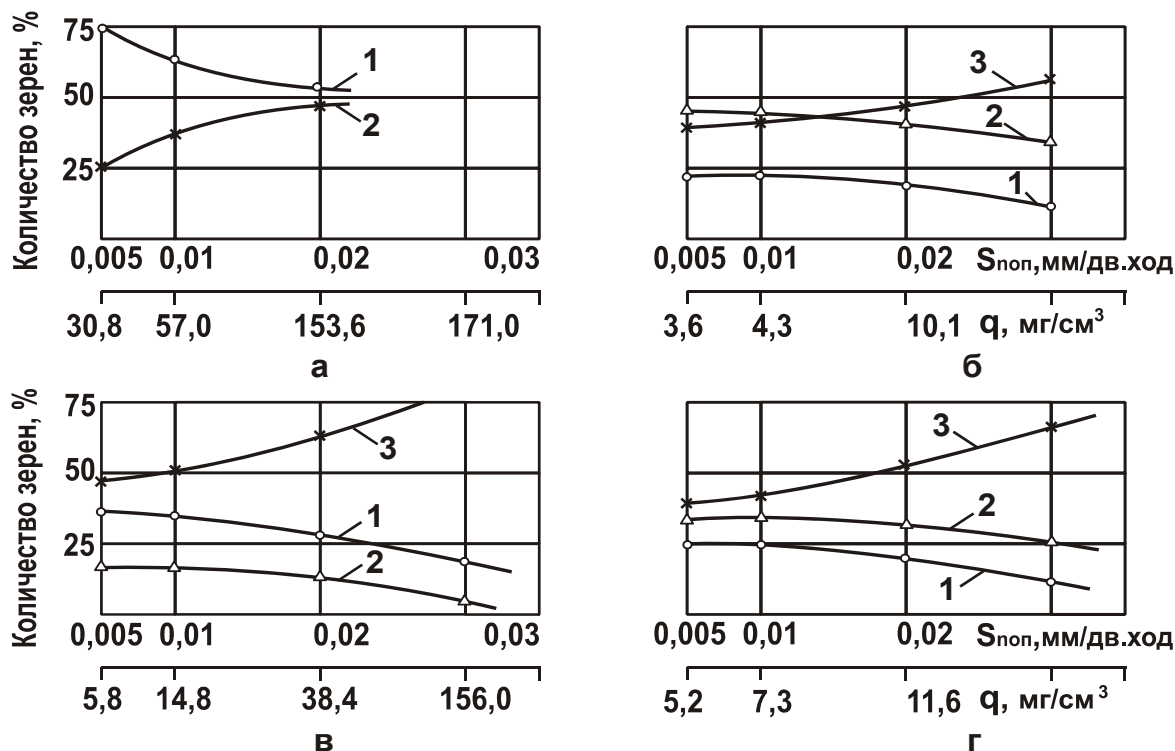 Количество зерен, %
75
50
25
1
2
0,005 0,01 0,02 0,03
30,8 57,0 153,6 171,0
а
3
2
1
0,005 0,01 0,02 Sпоп,мм/дв.ход
3,6 4,3 10,1 q, мг/см³
б
Количество зерен, %
75
50
25
3
1
2
0,005 0,01 0,02 0,03
5,8 14,8 38,4 156,0
в
3
2
1
0,005 0,01 0,02 Sпоп,мм/дв.ход
5,2 7,3 11,6 q, мг/см³
г